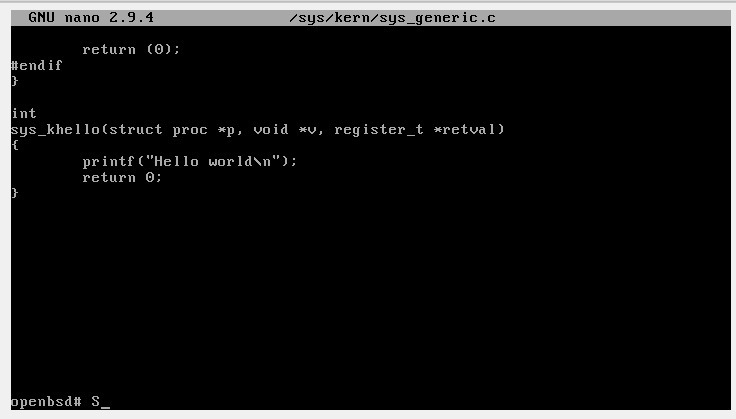 GNU nano 2.9.4 /sys/kern/sys_generic.c
return (0);
#endif
}
int
sys_khello(struct proc *p, void *v, register_t *retval)
{
printf("Hello world\n");
return 0;
}
openbsd# S_